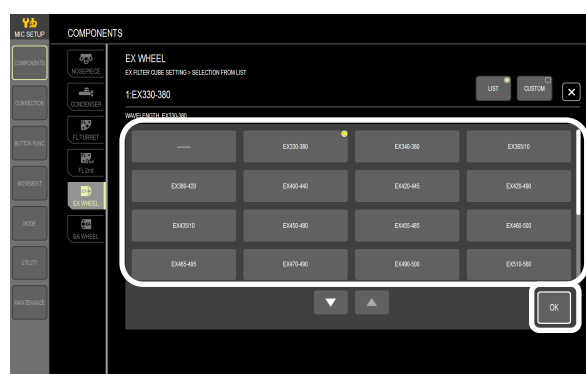 MIC SETUP
COMPONENTS
COMPONENTS
CONNECTION
BUTTON FUNC
MOVEMENT
MODE
UTILITY
MAINTENANCE
NOSEPIECE
CONDENSER
FL TURRET
FL 2nd
EX WHEEL
BA WHEEL
EX WHEEL
EX FILTER CUBE SETTING > SELECTION FROM LIST
1:EX330-380
LIST
CUSTOM
WAVELENGTH EX330-380
-----
EX330-380
EX340-380
EX365/10
EX380-420
EX400-440
EX420-445
EX420-490
EX435/10
EX450-490
EX455-485
EX460-500
EX465-495
EX470-490
EX490-500
EX510-560
OK